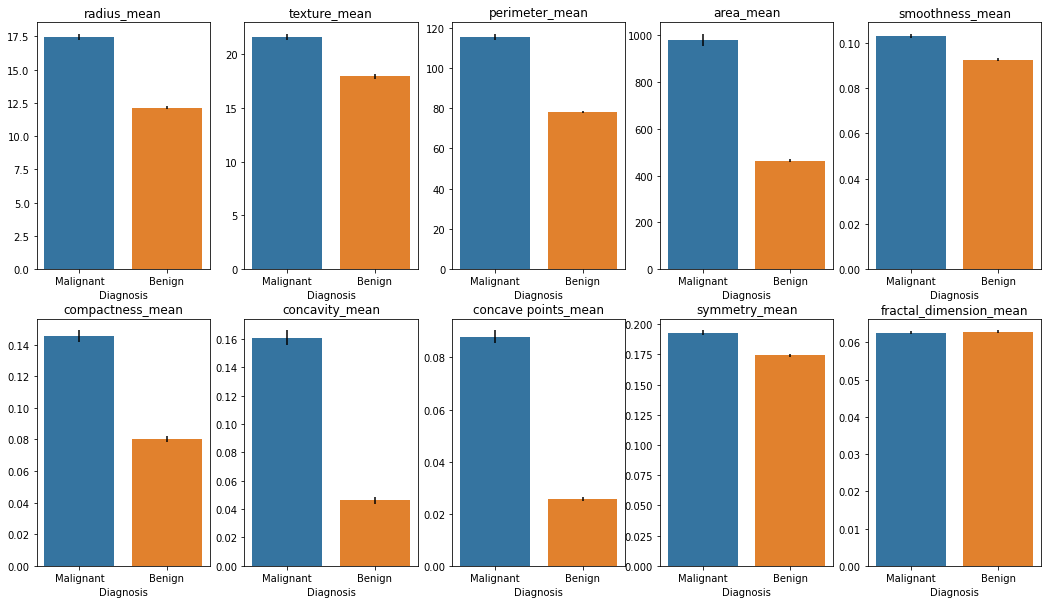 radius_mean
17.5
15.0
12.5
10.0
7.5
5.0
2.5
0.0
Malignant Benign
Diagnosis
texture_mean
20
15
10
5
0
Malignant Benign
Diagnosis
perimeter_mean
120
100
80
60
40
20
0
Malignant Benign
Diagnosis
area_mean
1000
800
600
400
200
0
Malignant Benign
Diagnosis
smoothness_mean
0.10
0.08
0.06
0.04
0.02
0.00
Malignant Benign
Diagnosis
compactness_mean
0.14
0.12
0.10
0.08
0.06
0.04
0.02
0.00
Malignant Benign
Diagnosis
concavity_mean
0.16
0.14
0.12
0.10
0.08
0.06
0.04
0.02
0.00
Malignant Benign
Diagnosis
concave points_mean
0.08
0.06
0.04
0.02
0.00
Malignant Benign
Diagnosis
symmetry_mean
0.200
0.175
0.150
0.125
0.100
0.075
0.050
0.025
0.000
Malignant Benign
Diagnosis
fractal_dimension_mean
0.06
0.05
0.04
0.03
0.02
0.01
0.00
Malignant Benign
Diagnosis